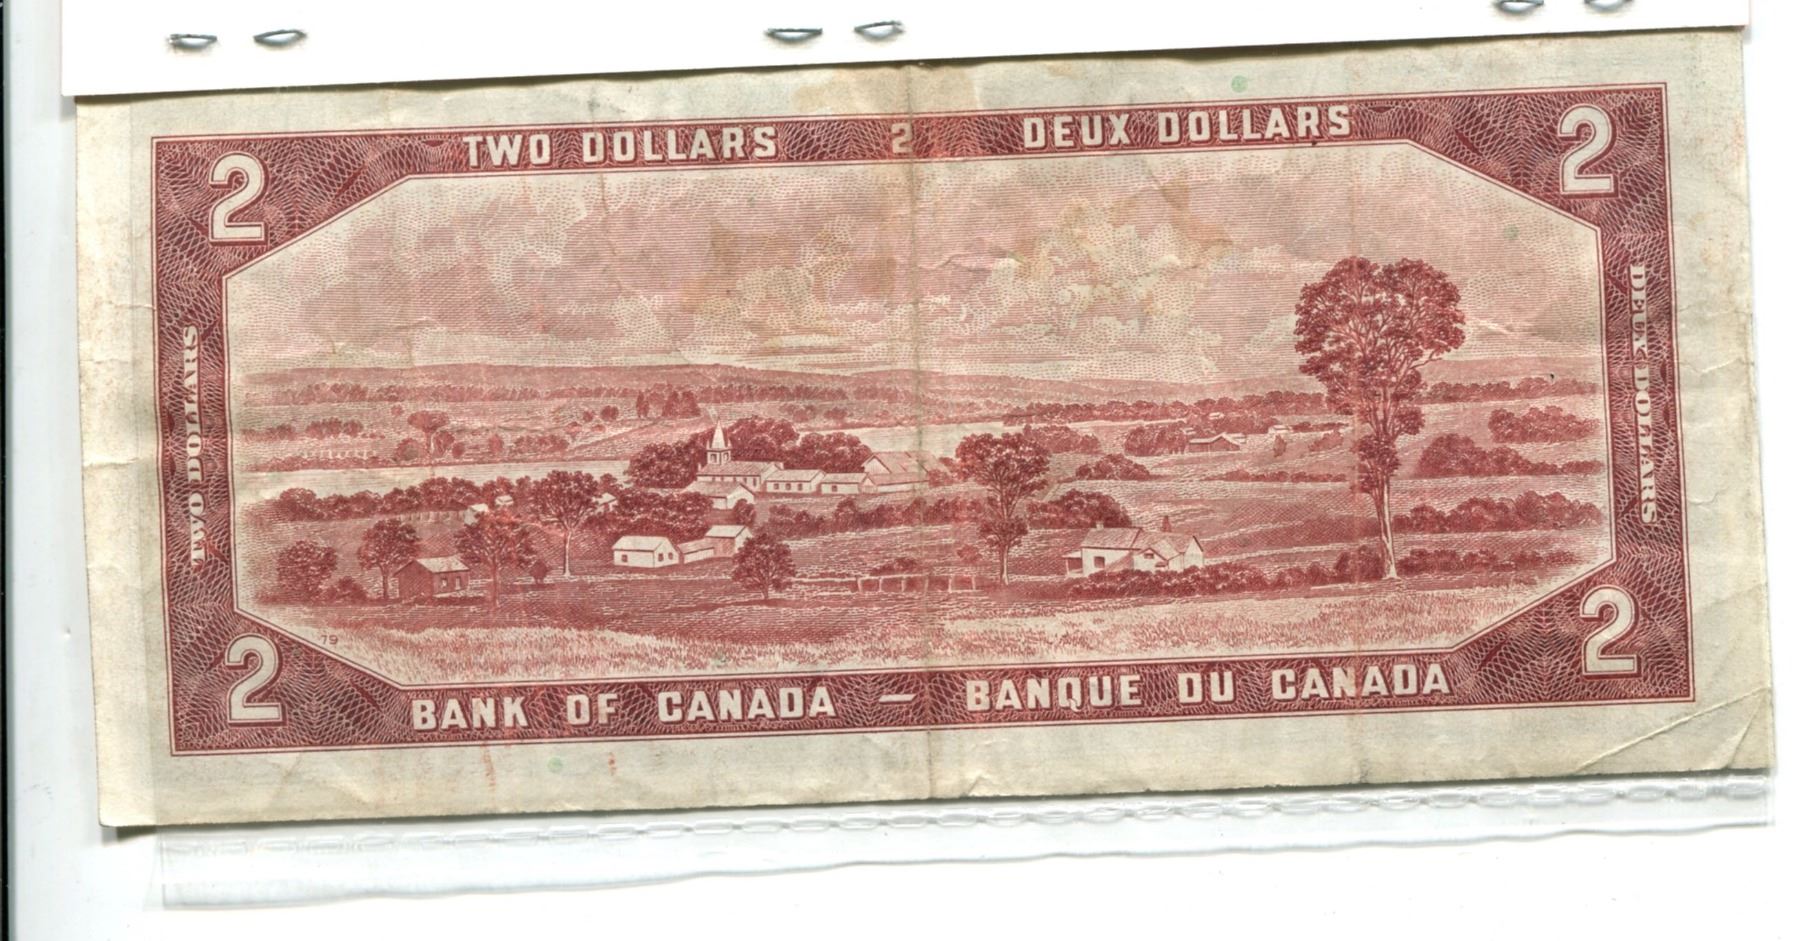 TWO DOLLARS 2 DEUX DOLLARS
2
2
TWO DOLLARS
DEUX DOLLARS
79
2
2
BANK OF CANADA — BANQUE DU CANADA